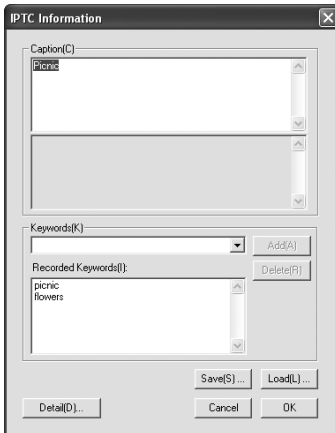 IPTC Information
Caption(C)
Picnic
Keywords(K)
Add(A)
Recorded Keywords(I):
Delete(R)
picnic
flowers
Save(S) ...
Load(L) ...
Detail(D)...
Cancel
OK